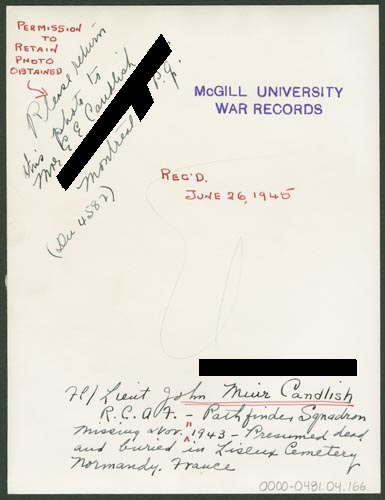 PERMISSION
TO
RETAIN
PHOTO
OBTAINED
Please return
this photo to
Mrs G. E. Candlish
Montreal P.Q.
(De 4582)
McGILL UNIVERSITY
WAR RECORDS
REC'D.
JUNE 26, 1945
Fl/Lieut John Muir Candlish
R.C.A.F. - Pathfinder Squadron
missing Nov. " 1943 - Presumed dead
and buried in Liseux Cemetery
Normandy. France
0000-0481.04.166